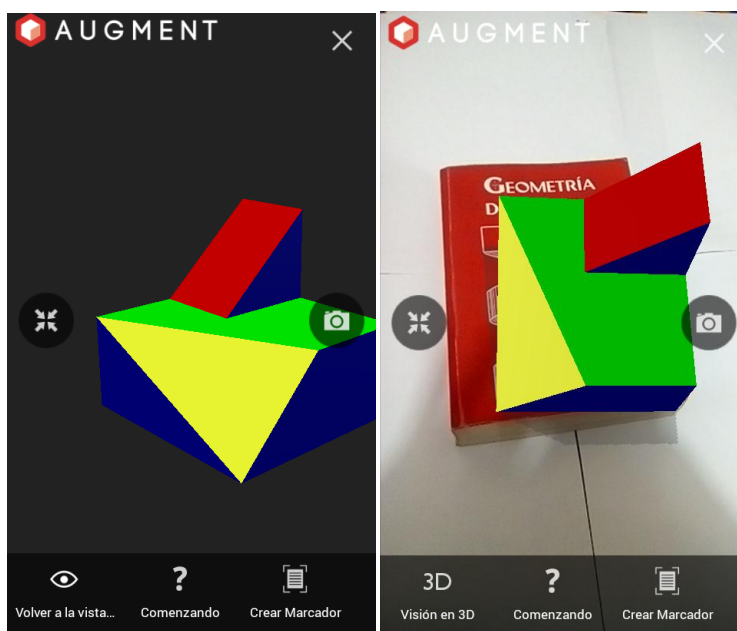 AUGMENT
Volver a la vista...
Comenzando
Crear Marcador
AUGMENT
GEOMETRÍA
3D
Visión en 3D
Comenzando
Crear Marcador